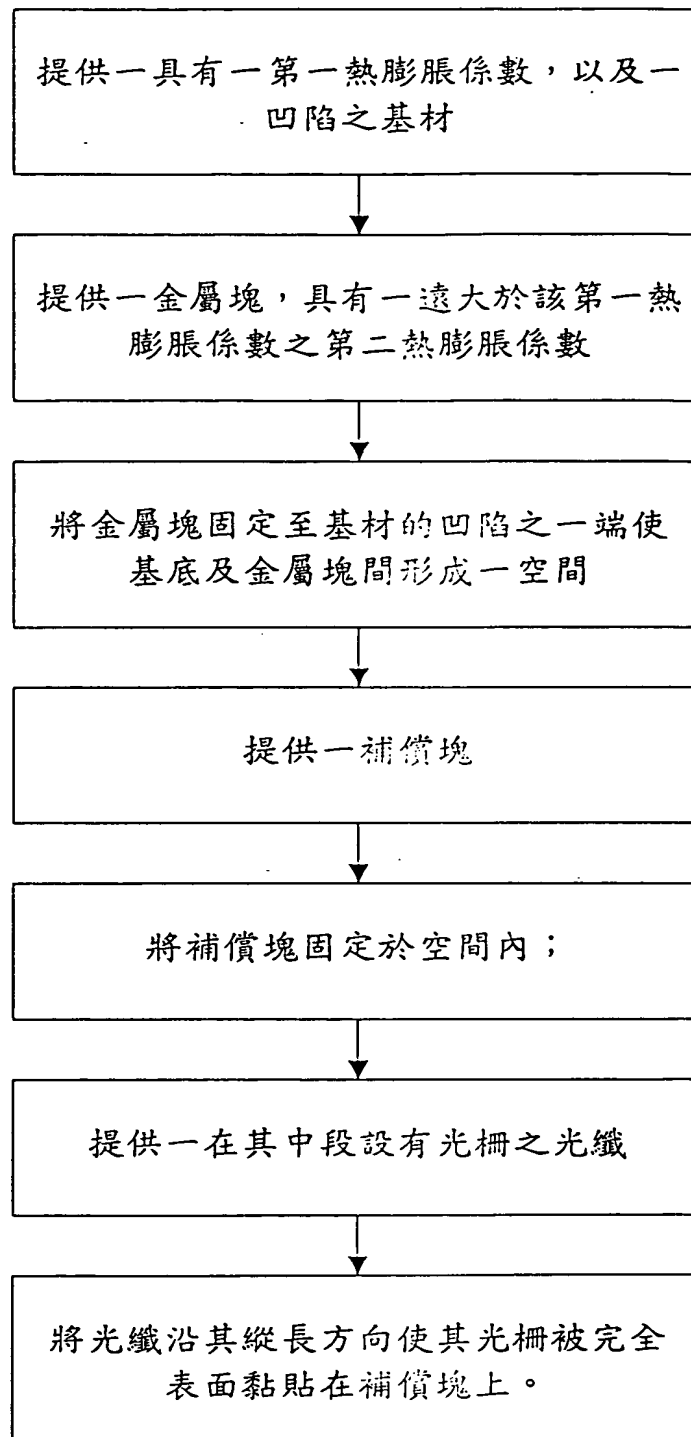 提供一具有一第一熱膨脹係數，以及一
凹陷之基材
提供一金屬塊，具有一遠大於該第一熱
膨脹係數之第二熱膨脹係數
將金屬塊固定至基材的凹陷之一端使
基底及金屬塊間形成一空間
提供一補償塊
將補償塊固定於空間內；
提供一在其中段設有光柵之光纖
將光纖沿其縱長方向使其光柵被完全
表面黏貼在補償塊上。